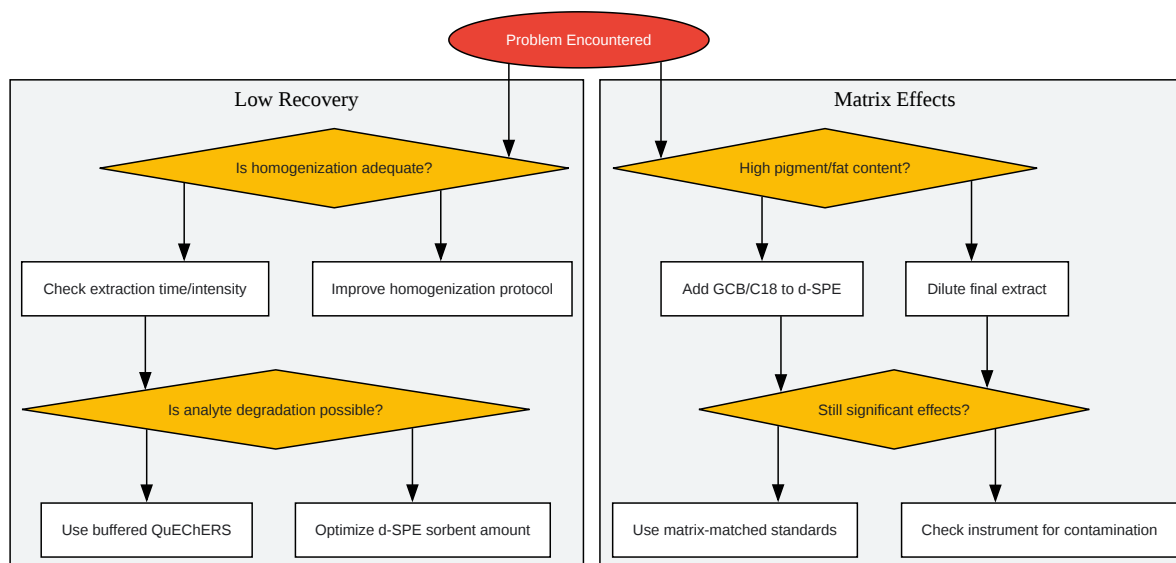 Problem Encountered
Low Recovery
Matrix Effects
Is homogenization adequate?
High pigment/fat content?
Check extraction time/intensity
Improve homogenization protocol
Add GCB/C18 to d-SPE
Dilute final extract
Is analyte degradation possible?
Still significant effects?
Use buffered QuEChERS
Optimize d-SPE sorbent amount
Use matrix-matched standards
Check instrument for contamination